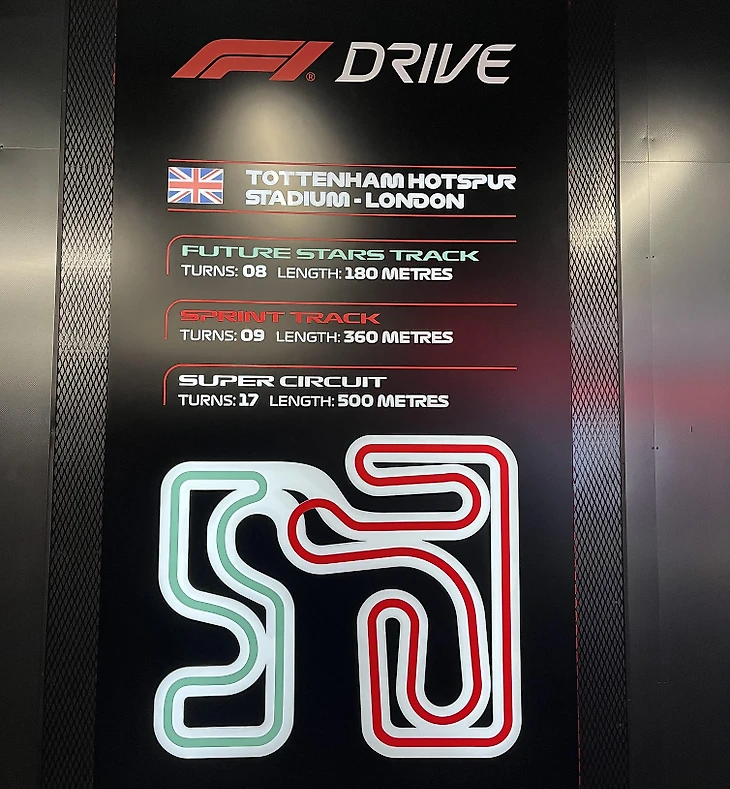 F1® DRIVE
TOTTENHAM HOTSPUR
STADIUM - LONDON
FUTURE STARS TRACK
TURNS: 08 LENGTH: 180 METRES
SPRINT TRACK
TURNS: 09 LENGTH: 360 METRES
SUPER CIRCUIT
TURNS: 17 LENGTH: 500 METRES